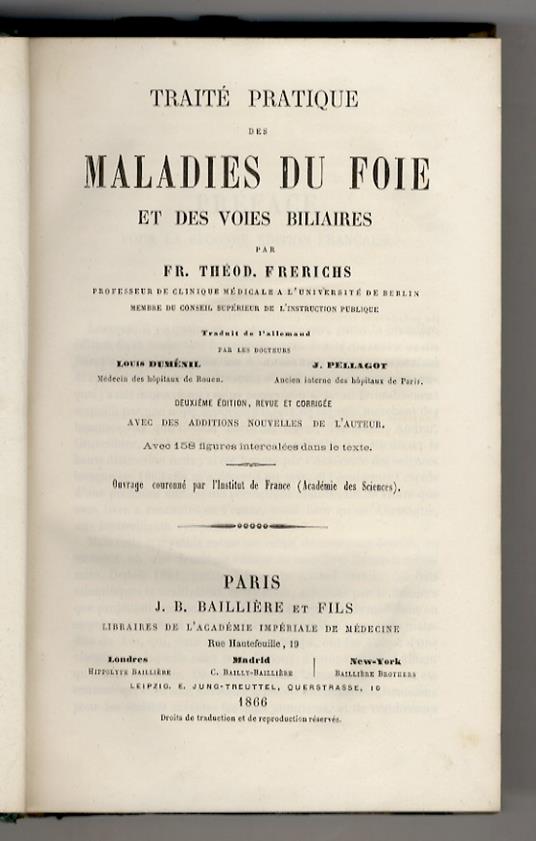 TRAITÉ PRATIQUE
DES
MALADIES DU FOIE
ET DES VOIES BILIAIRES
PAR
FR. THÉOD. FRERICHS
PROFESSEUR DE CLINIQUE MÉDICALE A L'UNIVERSITÉ DE BERLIN
MEMBRE DU CONSEIL SUPÉRIEUR DE L'INSTRUCTION PUBLIQUE
Traduit de l'allemand
PAR LES DOCTEURS
LOUIS DUMÉNIL J. PELLAGOT
Médecin des hôpitaux de Rouen. Ancien interne des hôpitaux de Paris.
DEUXIÈME ÉDITION, REVUE ET CORRIGÉE
AVEC DES ADDITIONS NOUVELLES DE L'AUTEUR.
Avec 158 figures intercalées dans le texte.
Ouvrage couronné par l'Institut de France (Académie des Sciences).
PARIS
J. B. BAILLIÈRE ET FILS
LIBRAIRES DE L'ACADÉMIE IMPÉRIALE DE MÉDECINE
Rue Hautefeuille, 19
Londres Madrid New-York
HIPPOLYTE BAILLIÈRE C. BAILLY-BAILLIÈRE BAILLIÈRE BROTHERS
LEIPZIG, E. JUNG-TREUTTEL, QUERSTRASSE, 10
1866
Droits de traduction et de reproduction réservés.